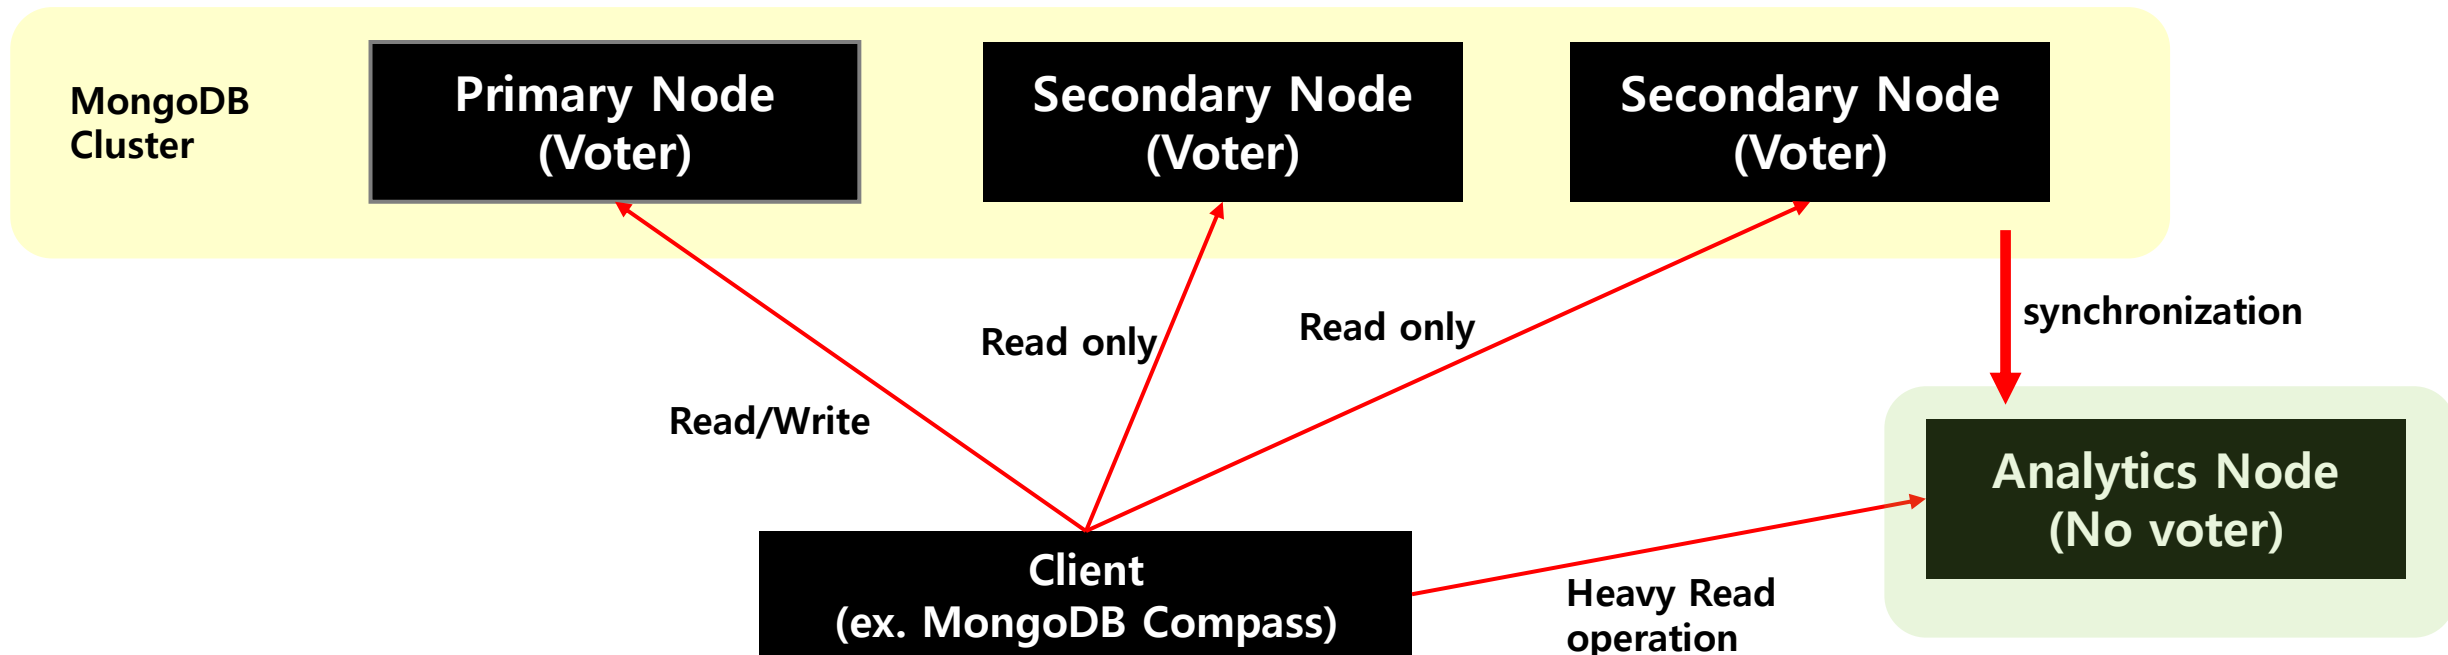 MongoDB
Cluster
Primary Node
(Voter)
Secondary Node
(Voter)
Secondary Node
(Voter)
Read/Write
Read only
Read only
synchronization
Analytics Node
(No voter)
Client
(ex. MongoDB Compass)
Heavy Read
operation